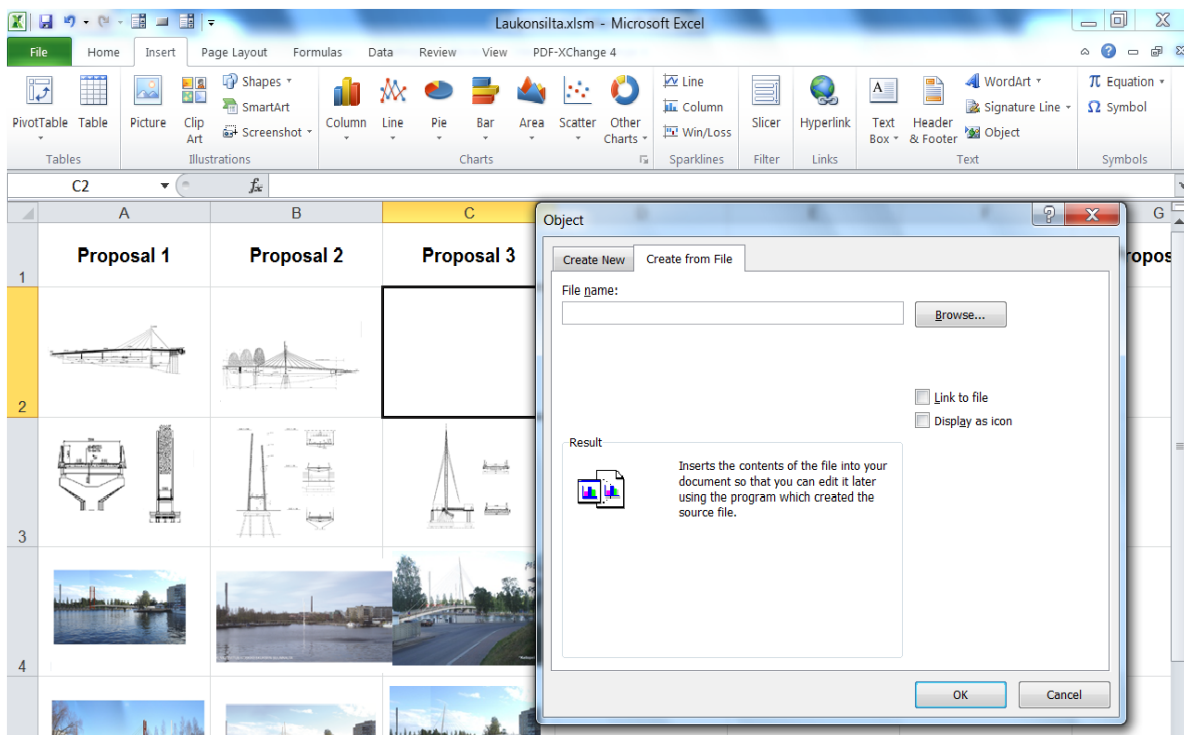 Laukonsilta.xlsm - Microsoft Excel
File Home Insert Page Layout Formulas Data Review View PDF-XChange 4
PivotTable Table Picture Clip Art Shapes SmartArt Screenshot Column Line Pie Bar Area Scatter Other Charts Line Column Win/Loss Slicer Hyperlink Text Box Header & Footer WordArt Signature Line Object Equation Symbol
Tables Illustrations Charts Sparklines Filter Links Text Symbols
C2 fx
A B C G
1 Proposal 1 Proposal 2 Proposal 3 ropos
2
3
4
Object
Create New Create from File
File name:
Browse...
Link to file
Display as icon
Result
Inserts the contents of the file into your
document so that you can edit it later
using the program which created the
source file.
OK Cancel